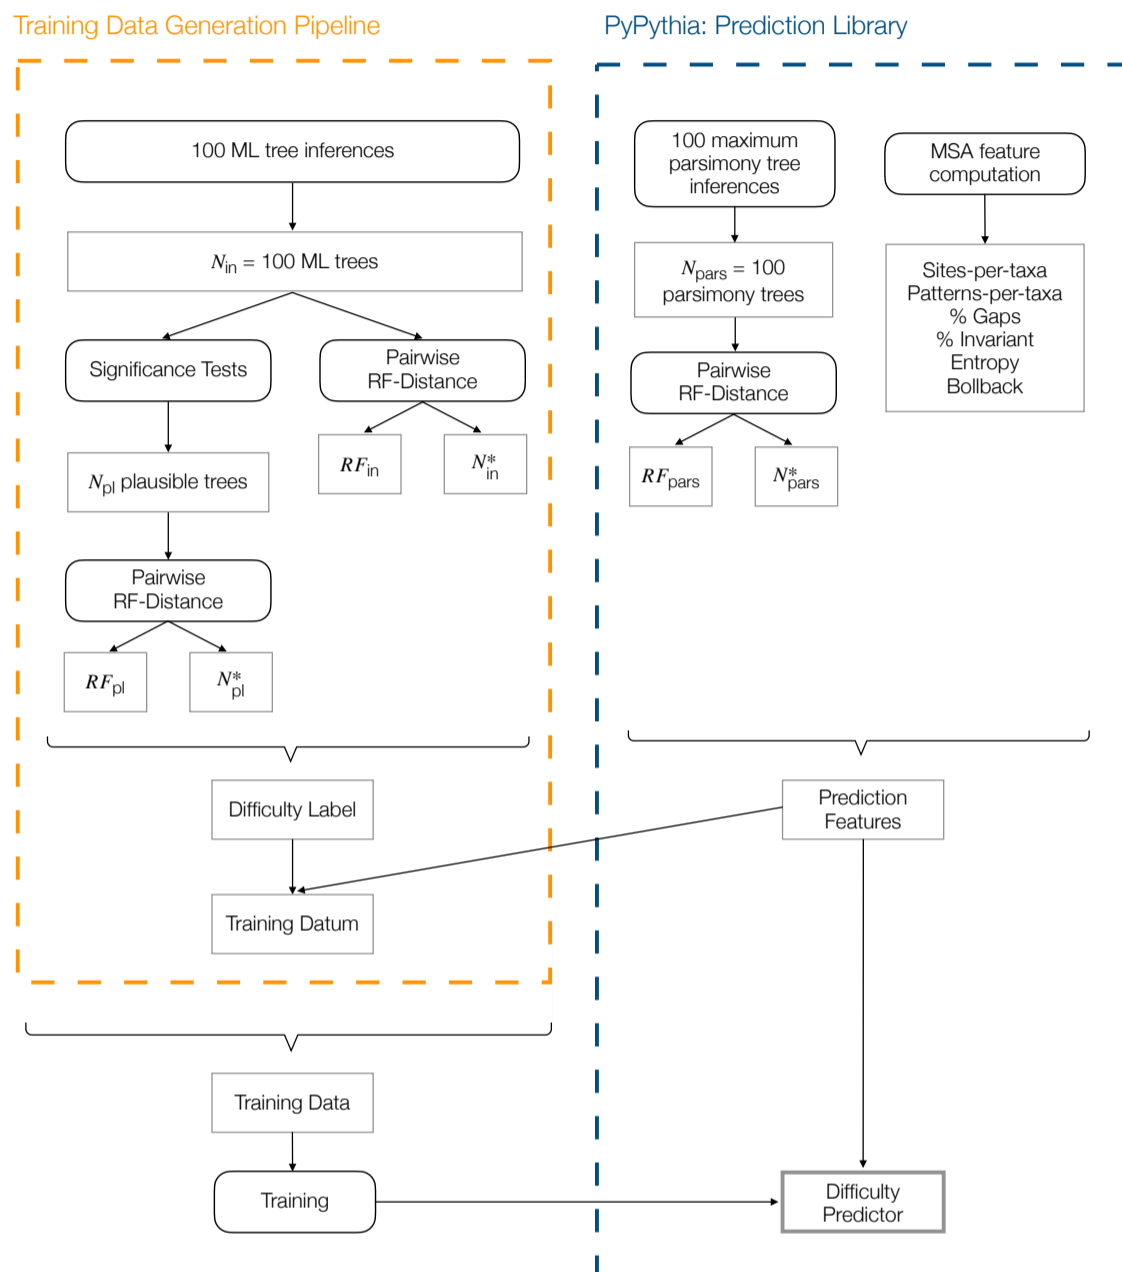 Training Data Generation Pipeline
100 ML tree inferences
N_in = 100 ML trees
Significance Tests
Pairwise
RF-Distance
RF_in
N*_in
N_pl plausible trees
Pairwise
RF-Distance
RF_pl
N*_pl
Difficulty Label
Training Datum
Training Data
Training
PyPythia: Prediction Library
100 maximum
parsimony tree
inferences
N_pars = 100
parsimony trees
Pairwise
RF-Distance
RF_pars
N*_pars
MSA feature
computation
Sites-per-taxa
Patterns-per-taxa
% Gaps
% Invariant
Entropy
Bollback
Prediction
Features
Difficulty
Predictor